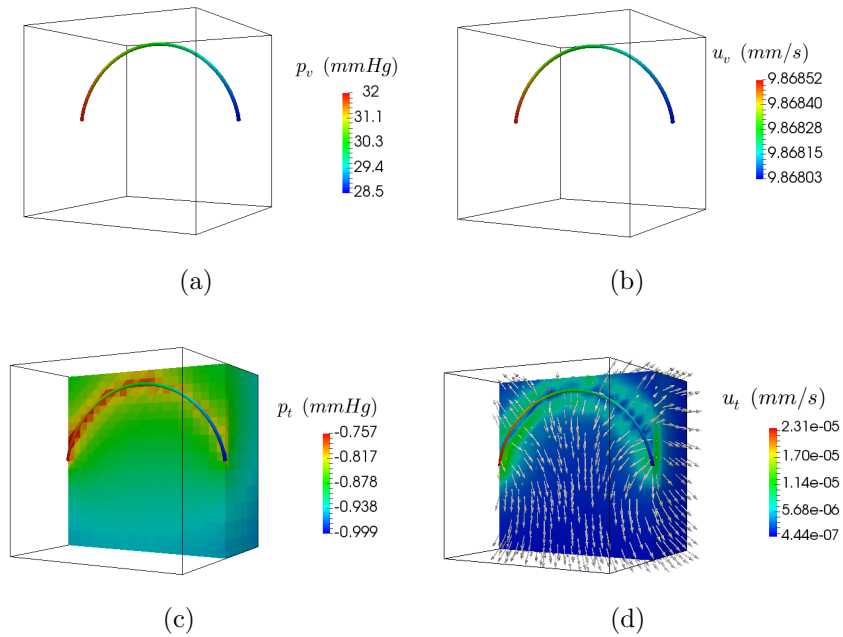 p_v (mmHg)
32
31.1
30.3
29.4
28.5
(a)
u_v (mm/s)
9.86852
9.86840
9.86828
9.86815
9.86803
(b)
p_t (mmHg)
-0.757
-0.817
-0.878
-0.938
-0.999
(c)
u_t (mm/s)
2.31e-05
1.70e-05
1.14e-05
5.68e-06
4.44e-07
(d)